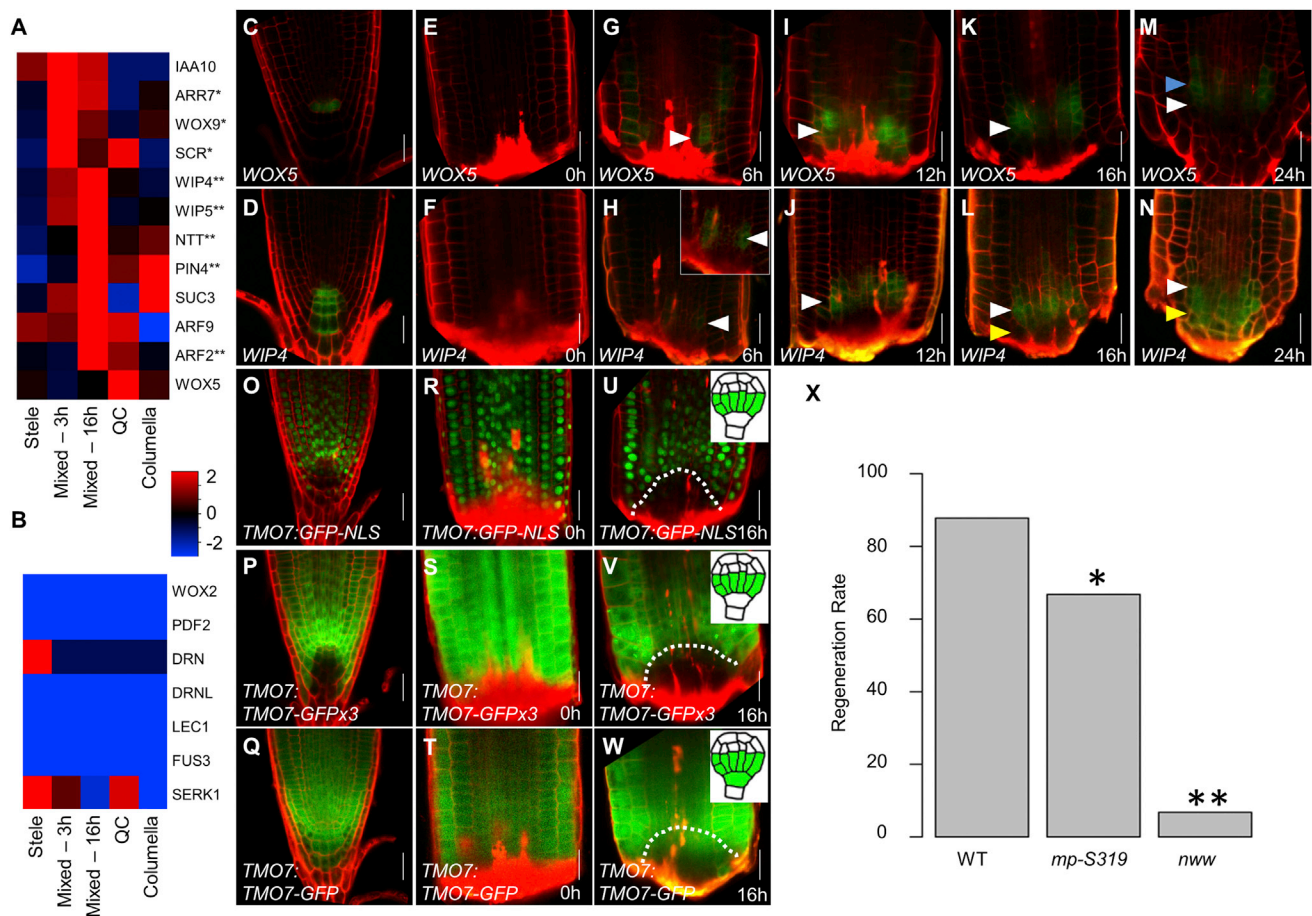 A
IAA10
ARR7*
WOX9*
SCR*
WIP4**
WIP5**
NTT**
PIN4**
SUC3
ARF9
ARF2**
WOX5
Stele
Mixed – 3h
Mixed – 16h
QC
Columella
2
0
-2
B
WOX2
PDF2
DRN
DRNL
LEC1
FUS3
SERK1
Stele
Mixed – 3h
Mixed – 16h
QC
Columella
C
WOX5
E
WOX5
0h
G
WOX5
6h
I
WOX5
12h
K
WOX5
16h
M
WOX5
24h
D
WIP4
F
WIP4
0h
H
WIP4
6h
J
WIP4
12h
L
WIP4
16h
N
WIP4
24h
O
TMO7:GFP-NLS
R
TMO7:GFP-NLS
0h
U
TMO7:GFP-NLS
16h
P
TMO7:
TMO7-GFPx3
S
TMO7:
TMO7-GFPx3
0h
V
TMO7:
TMO7-GFPx3
16h
Q
TMO7:
TMO7-GFP
T
TMO7:
TMO7-GFP
0h
W
TMO7:
TMO7-GFP
16h
X
Regeneration Rate
100
80
60
40
20
0
*
**
WT
mp-S319
nww